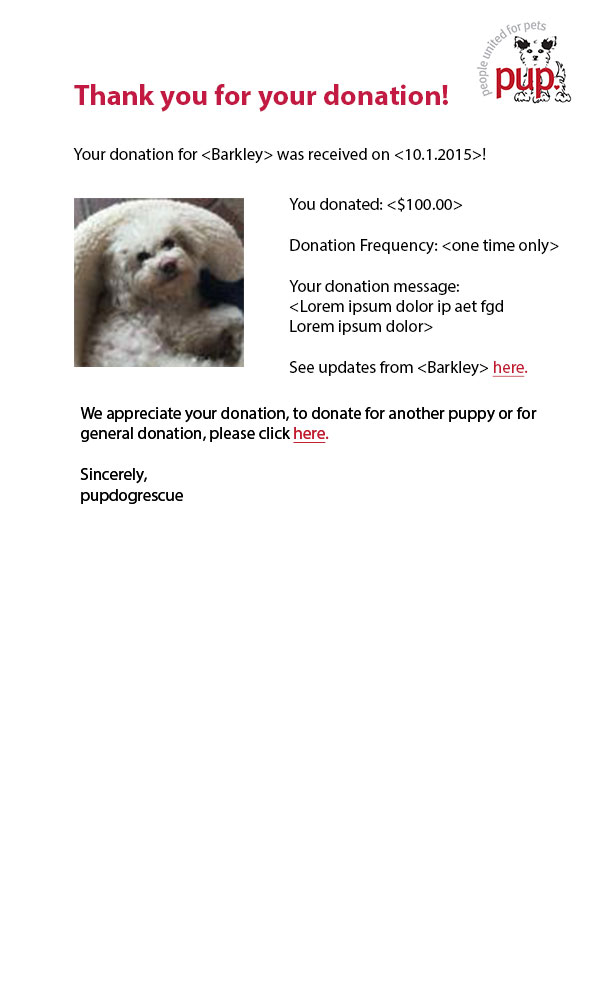 people united for pets
pup.
Thank you for your donation!
Your donation for <Barkley> was received on <10.1.2015>!
You donated: <$100.00>
Donation Frequency: <one time only>
Your donation message:
<Lorem ipsum dolor ip aet fgd
Lorem ipsum dolor>
See updates from <Barkley> here.
We appreciate your donation, to donate for another puppy or for
general donation, please click here.
Sincerely,
pupdogrescue